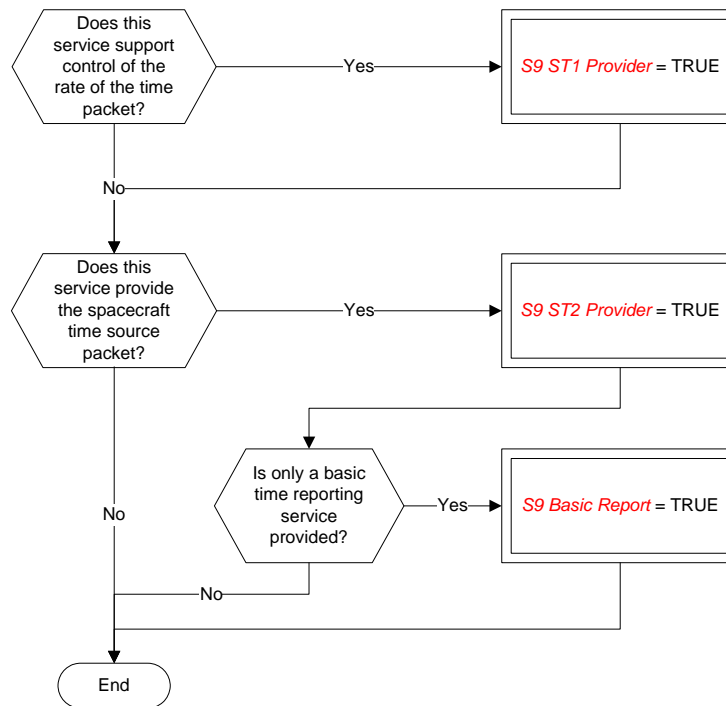 Does this
service support
control of the
rate of the time
packet?
Yes
S9 ST1 Provider = TRUE
No
Does this
service provide
the spacecraft
time source
packet?
Yes
S9 ST2 Provider = TRUE
Is only a basic
time reporting
service
provided?
Yes
S9 Basic Report = TRUE
No
No
End